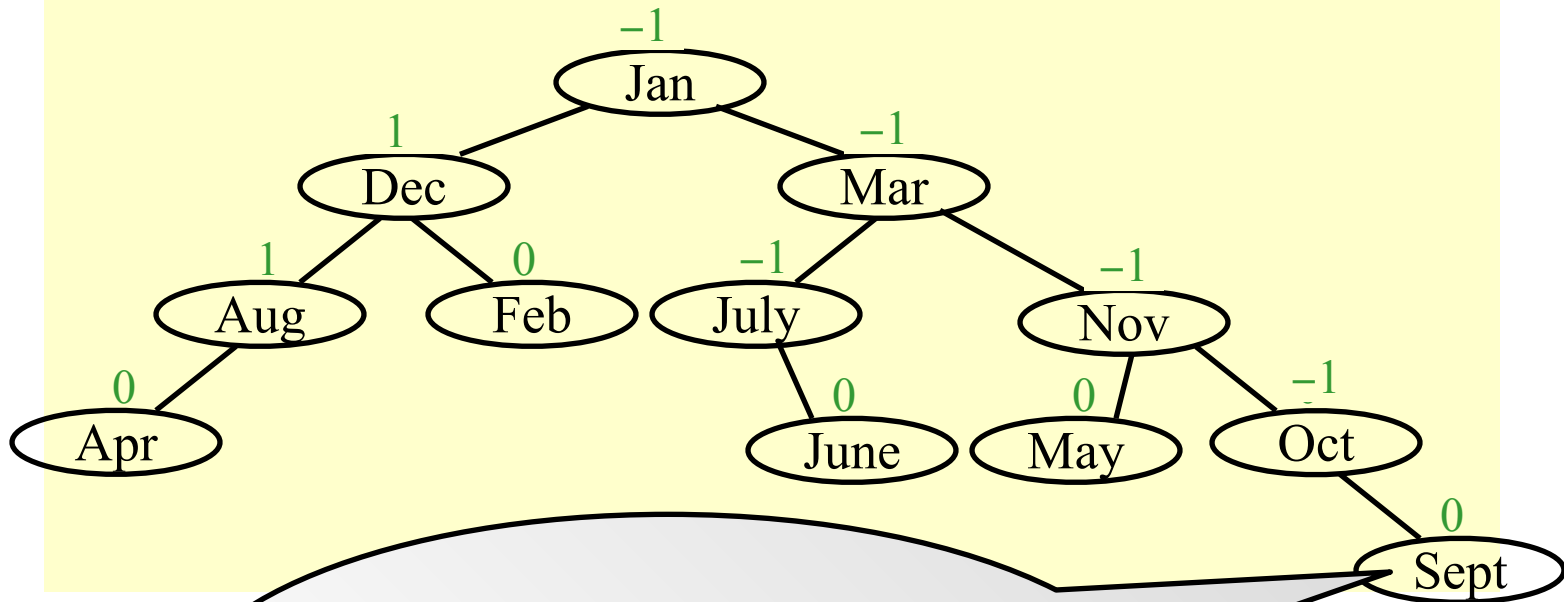 −1
Jan
1 −1
Dec Mar
1 0 −1 −1
Aug Feb July Nov
0 0 0 −1
Apr June May Oct
0
Sept